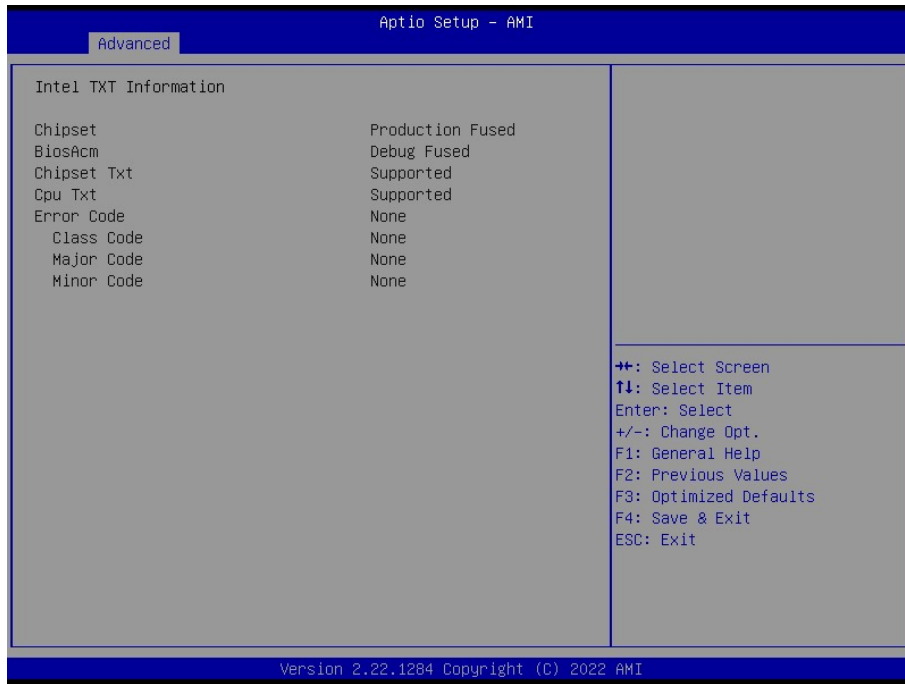 Aptio Setup – AMI
Advanced
Intel TXT Information
Chipset Production Fused
BiosAcm Debug Fused
Chipset Txt Supported
Cpu Txt Supported
Error Code None
Class Code None
Major Code None
Minor Code None
→←: Select Screen
↑↓: Select Item
Enter: Select
+/-: Change Opt.
F1: General Help
F2: Previous Values
F3: Optimized Defaults
F4: Save & Exit
ESC: Exit
Version 2.22.1284 Copyright (C) 2022 AMI